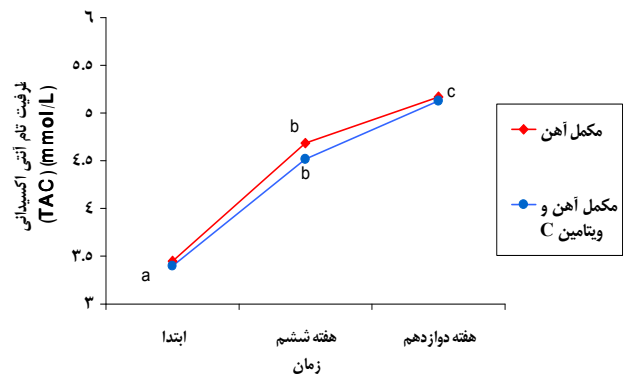 ظرفیت تام آنتی اکسیدانی
(TAC) (mmol/L)
۶
۵.۵
۵
۴.۵
۴
۳.۵
۳
a
b
b
c
ابتدا
هفته ششم
هفته دوازدهم
زمان
مکمل آهن
مکمل آهن و
ویتامین C